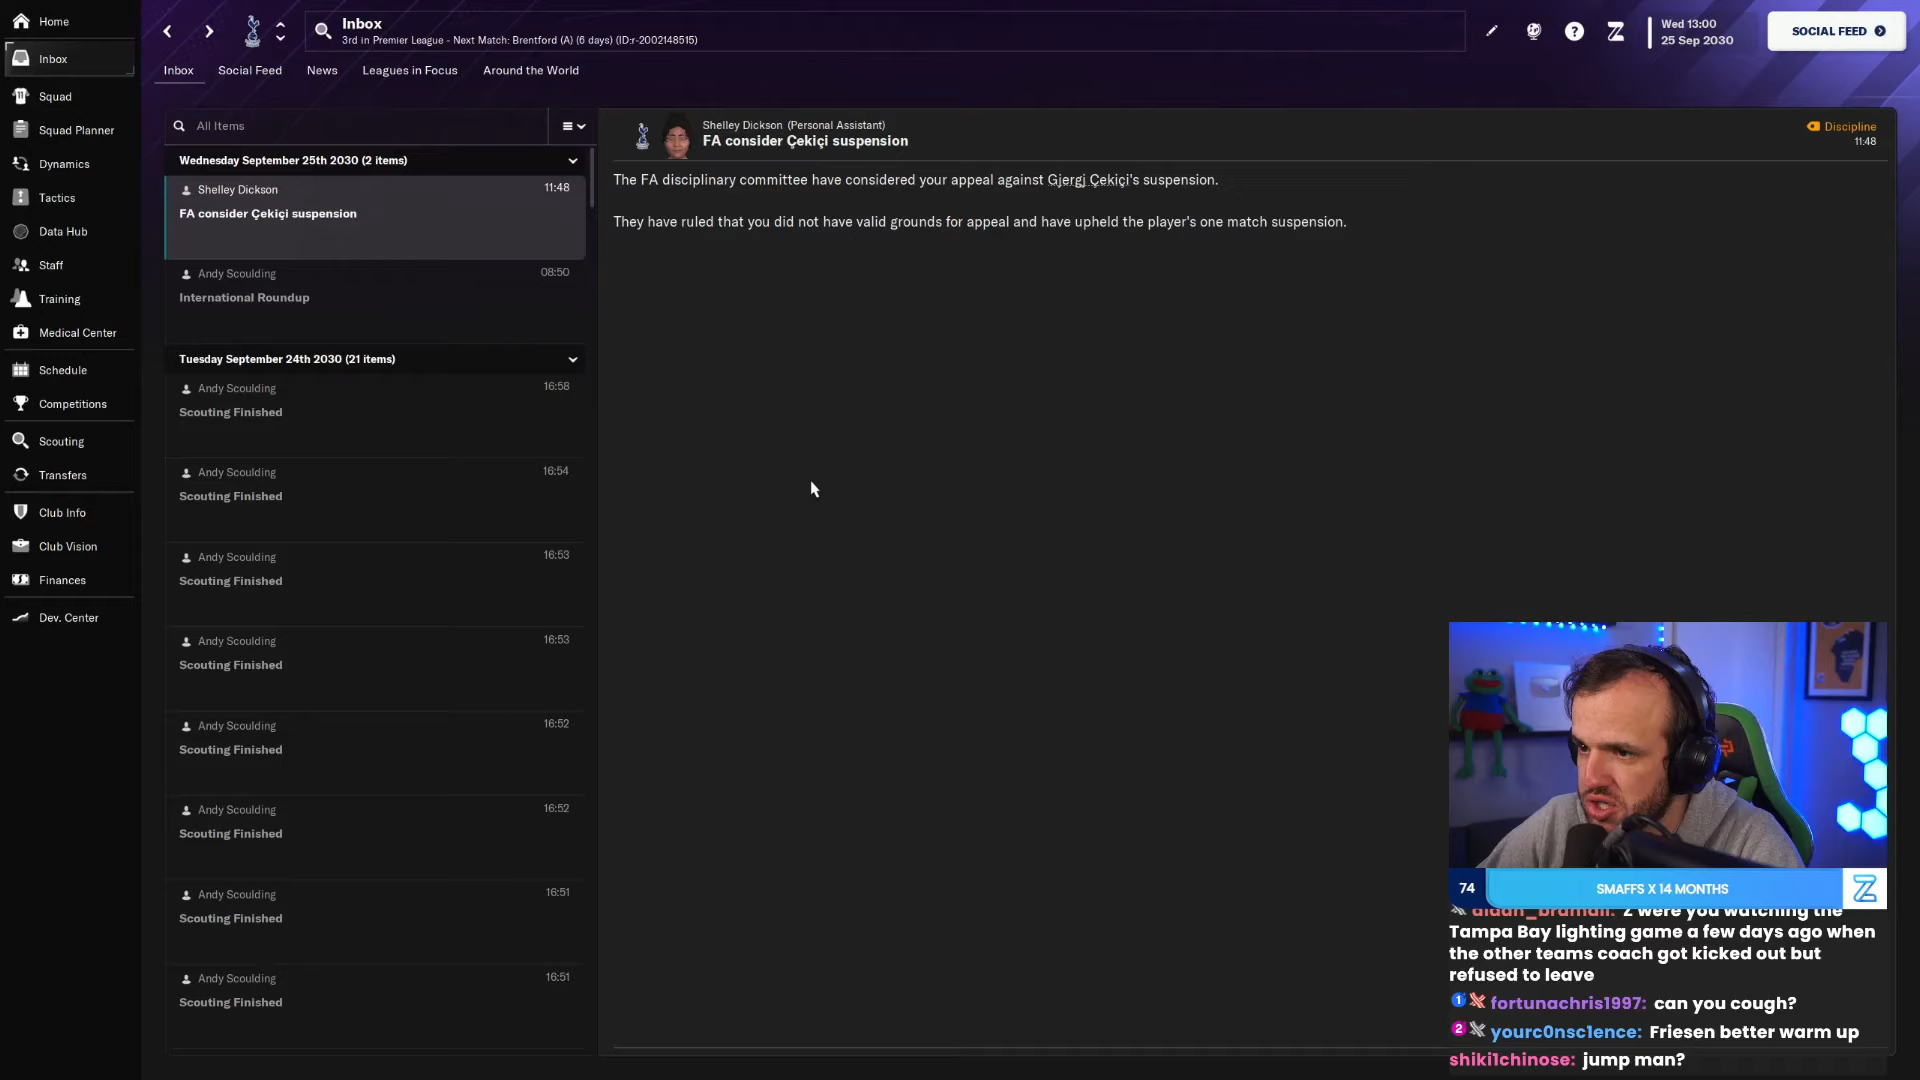 Home
Inbox
Squad
Squad Planner
Dynamics
Tactics
Data Hub
Staff
Training
Medical Center
Schedule
Competitions
Scouting
Transfers
Club Info
Club Vision
Finances
Dev. Center
Inbox
3rd in Premier League - Next Match: Brentford (A) (6 days) (ID:r-2002148515)
Wed 13:00
25 Sep 2030
SOCIAL FEED
Inbox
Social Feed
News
Leagues in Focus
Around the World
All Items
Wednesday September 25th 2030 (2 items)
Shelley Dickson 11:48
FA consider Çekiçi suspension
Andy Scoulding 08:50
International Roundup
Tuesday September 24th 2030 (21 items)
Andy Scoulding 16:58
Scouting Finished
Andy Scoulding 16:54
Scouting Finished
Andy Scoulding 16:53
Scouting Finished
Andy Scoulding 16:53
Scouting Finished
Andy Scoulding 16:52
Scouting Finished
Andy Scoulding 16:52
Scouting Finished
Andy Scoulding 16:51
Scouting Finished
Andy Scoulding 16:51
Scouting Finished
Shelley Dickson (Personal Assistant)
FA consider Çekiçi suspension
Discipline
11:48
The FA disciplinary committee have considered your appeal against Gjergj Çekiçi's suspension.
They have ruled that you did not have valid grounds for appeal and have upheld the player's one match suspension.
74 SMAFFS X 14 MONTHS
aidan_bramall: Z were you watching the
Tampa Bay lighting game a few days ago when
the other teams coach got kicked out but
refused to leave
fortunachris1997: can you cough?
yourc0nsc1ence: Friesen better warm up
shiki1chinose: jump man?